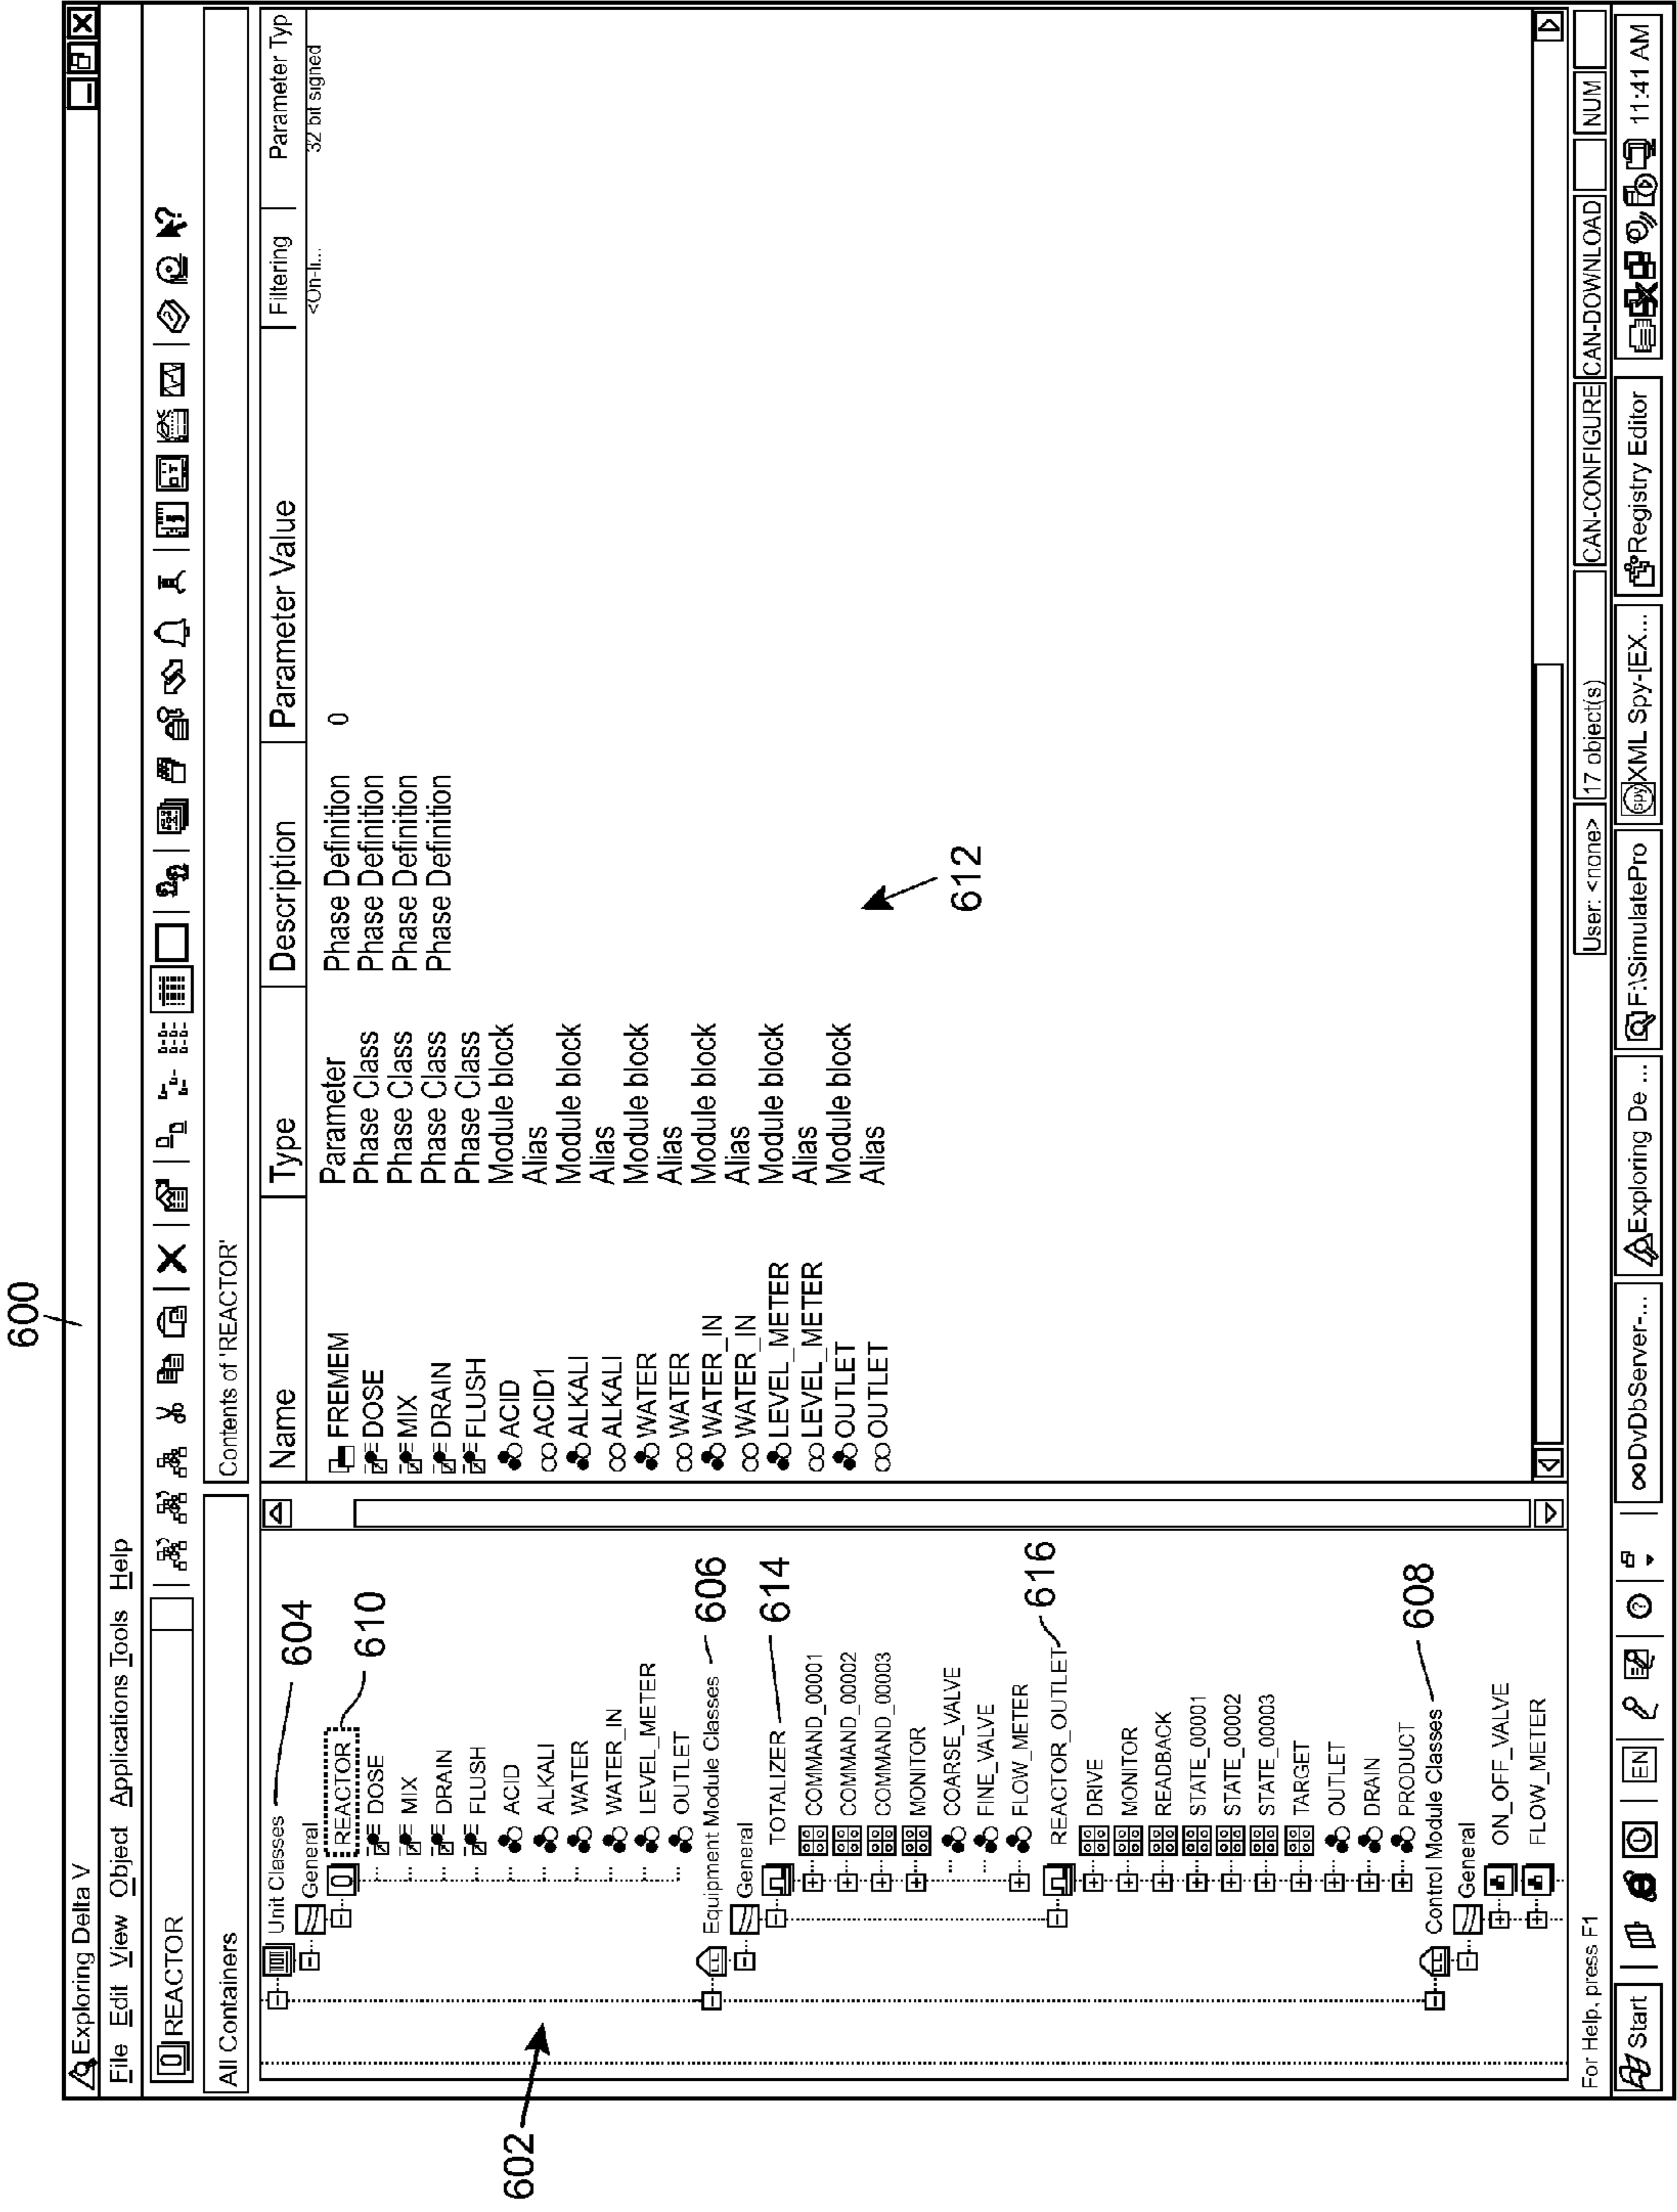 600
Exploring Delta V
File Edit View Object Applications Tools Help
REACTOR
All Containers
Contents of 'REACTOR'
602
Unit Classes
604
General
REACTOR
610
DOSE
MIX
DRAIN
FLUSH
ACID
ALKALI
WATER
WATER_IN
LEVEL_METER
OUTLET
Equipment Module Classes
606
General
TOTALIZER
614
COMMAND_00001
COMMAND_00002
COMMAND_00003
MONITOR
COARSE_VALVE
FINE_VALVE
FLOW_METER
REACTOR_OUTLET
616
DRIVE
MONITOR
READBACK
STATE_00001
STATE_00002
STATE_00003
TARGET
OUTLET
DRAIN
PRODUCT
Control Module Classes
608
General
ON_OFF_VALVE
FLOW_METER
Name Type Description Parameter Value Filtering Parameter Typ
FREMEM Parameter 0 <On-li... 32 bit signed
DOSE Phase Class Phase Definition
MIX Phase Class Phase Definition
DRAIN Phase Class Phase Definition
FLUSH Phase Class Phase Definition
ACID Module block
ACID1 Alias
ALKALI Module block
ALKALI Alias
WATER Module block
WATER Alias
WATER_IN Module block
WATER_IN Alias
LEVEL_METER Module block
LEVEL_METER Alias
OUTLET Module block
OUTLET Alias
612
For Help, press F1 User: <none> 17 object(s) CAN-CONFIGURE CAN-DOWNLOAD NUM
Start EN DvDbServer-... Exploring De ... F:\SimulatePro spy XML Spy-[EX... Registry Editor 11:41 AM